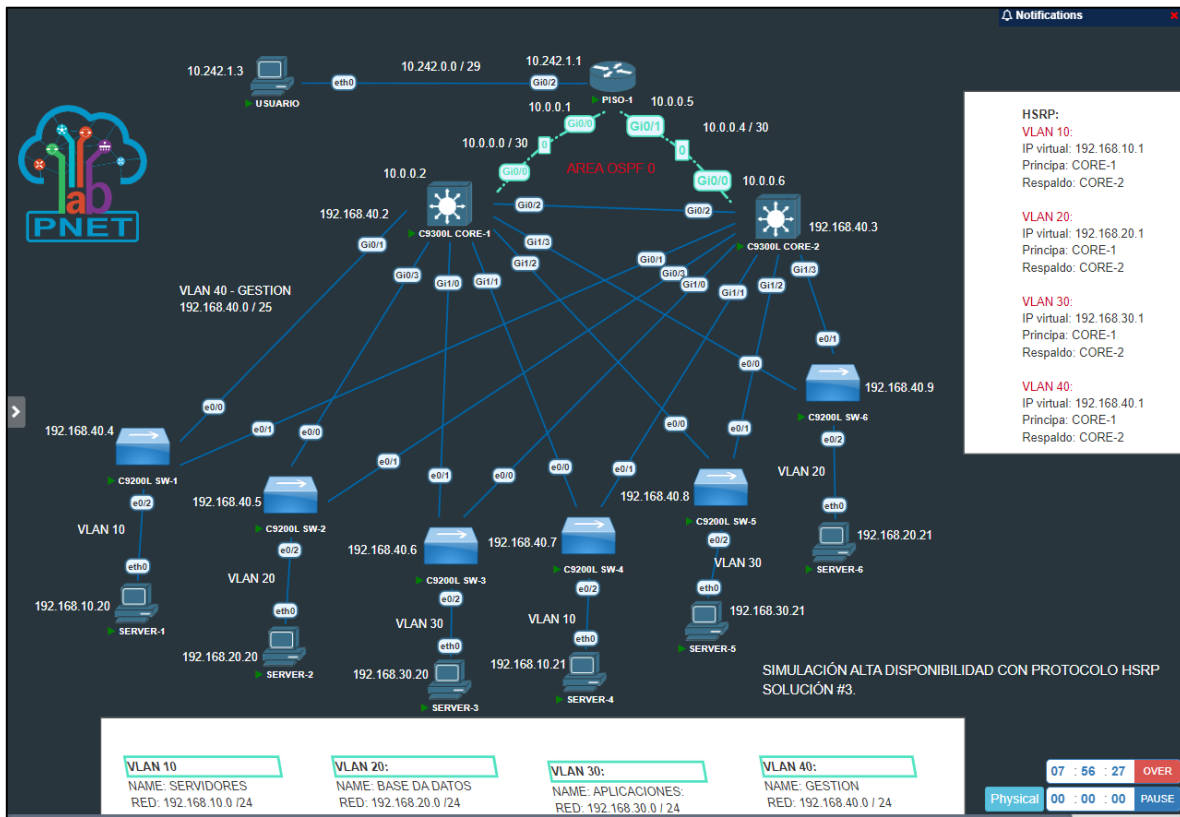 Notifications
10.242.1.3
eth0
USUARIO
10.242.0.0 / 29
10.242.1.1
Gi0/2
PISO-1
10.0.0.1
10.0.0.5
Gi0/0
Gi0/1
0
0
10.0.0.0 / 30
10.0.0.4 / 30
AREA OSPF 0
Gi0/0
Gi0/0
10.0.0.2
10.0.0.6
lab
PNET
192.168.40.2
C9300L CORE-1
Gi0/2
Gi0/2
C9300L CORE-2
192.168.40.3
Gi0/1
Gi0/3
Gi1/0
Gi1/1
Gi1/2
Gi1/3
Gi0/1
Gi0/3
Gi1/0
Gi1/1
Gi1/2
Gi1/3
VLAN 40 - GESTION
192.168.40.0 / 25
HSRP:
VLAN 10:
IP virtual: 192.168.10.1
Principa: CORE-1
Respaldo: CORE-2
VLAN 20:
IP virtual: 192.168.20.1
Principa: CORE-1
Respaldo: CORE-2
VLAN 30:
IP virtual: 192.168.30.1
Principa: CORE-1
Respaldo: CORE-2
VLAN 40:
IP virtual: 192.168.40.1
Principa: CORE-1
Respaldo: CORE-2
192.168.40.4
e0/0
e0/1
C9200L SW-1
e0/2
VLAN 10
eth0
192.168.10.20
SERVER-1
e0/0
e0/1
192.168.40.5
C9200L SW-2
e0/2
VLAN 20
eth0
192.168.20.20
SERVER-2
e0/1
e0/0
192.168.40.6
C9200L SW-3
e0/2
VLAN 30
eth0
192.168.30.20
SERVER-3
e0/0
e0/1
192.168.40.7
C9200L SW-4
e0/2
VLAN 10
eth0
192.168.10.21
SERVER-4
e0/0
e0/1
192.168.40.8
C9200L SW-5
e0/2
VLAN 30
eth0
192.168.30.21
SERVER-5
e0/1
e0/0
192.168.40.9
C9200L SW-6
e0/2
VLAN 20
eth0
192.168.20.21
SERVER-6
SIMULACIÓN ALTA DISPONIBILIDAD CON PROTOCOLO HSRP
SOLUCIÓN #3.
VLAN 10
NAME: SERVIDORES
RED: 192.168.10.0 /24
VLAN 20:
NAME: BASE DA DATOS
RED: 192.168.20.0 /24
VLAN 30:
NAME: APLICACIONES:
RED: 192.168.30.0 / 24
VLAN 40:
NAME: GESTION
RED: 192.168.40.0 / 24
07 : 56 : 27 OVER
Physical 00 : 00 : 00 PAUSE